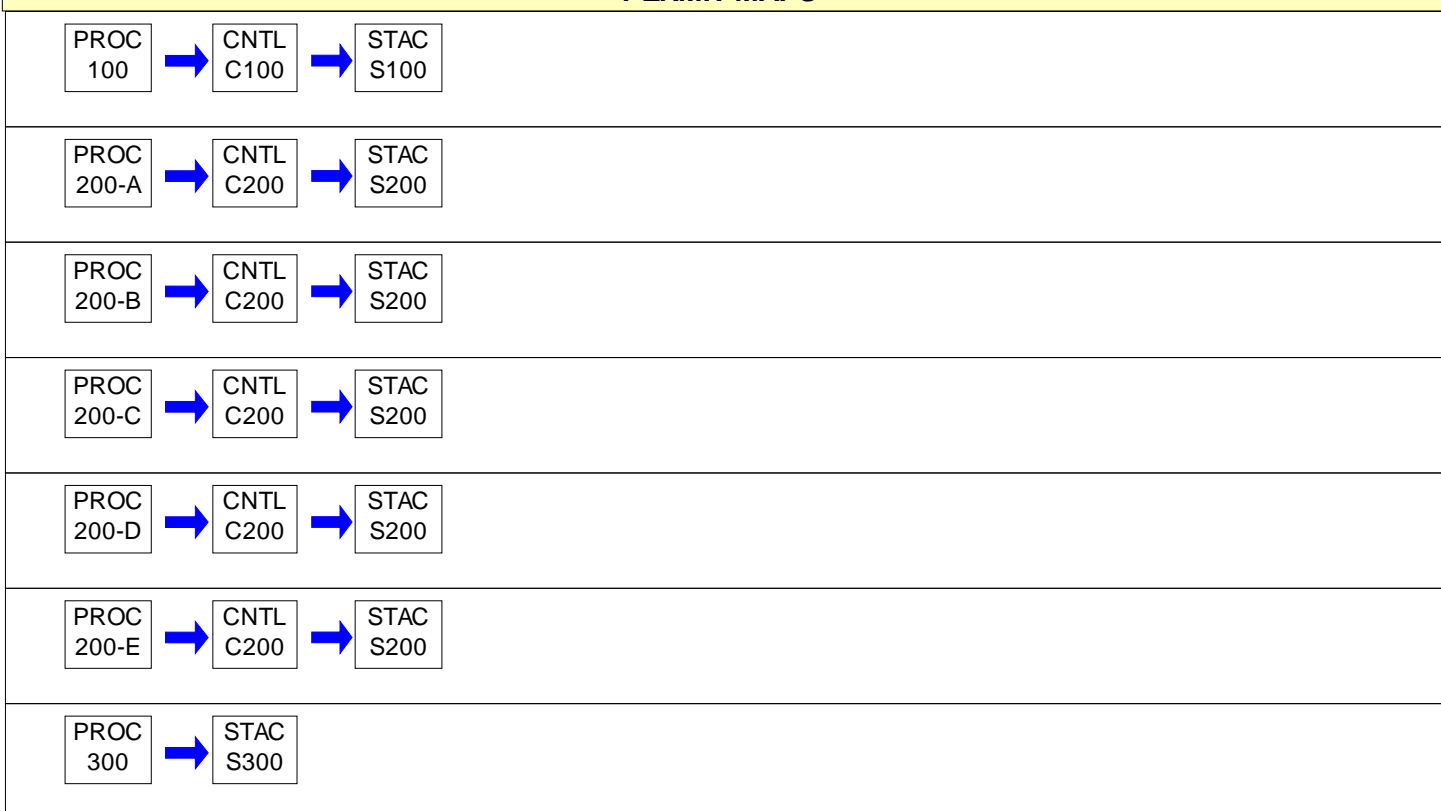 PROC CNTL STAC
100 C100 S100
PROC CNTL STAC
200-A C200 S200
PROC CNTL STAC
200-B C200 S200
PROC CNTL STAC
200-C C200 S200
PROC CNTL STAC
200-D C200 S200
PROC CNTL STAC
200-E C200 S200
PROC STAC
300 S300